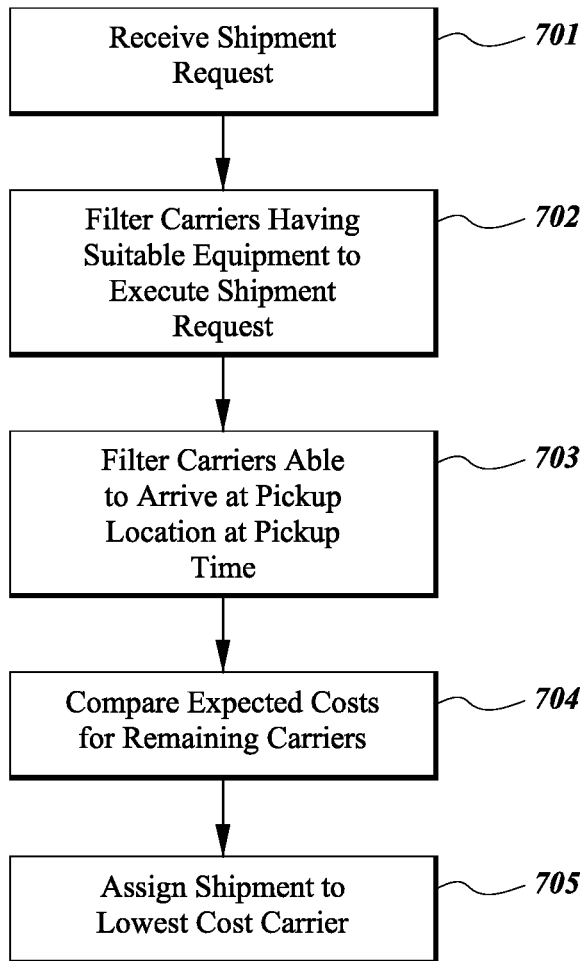 Receive Shipment
Request
701
Filter Carriers Having
Suitable Equipment to
Execute Shipment
Request
702
Filter Carriers Able
to Arrive at Pickup
Location at Pickup
Time
703
Compare Expected Costs
for Remaining Carriers
704
Assign Shipment to
Lowest Cost Carrier
705